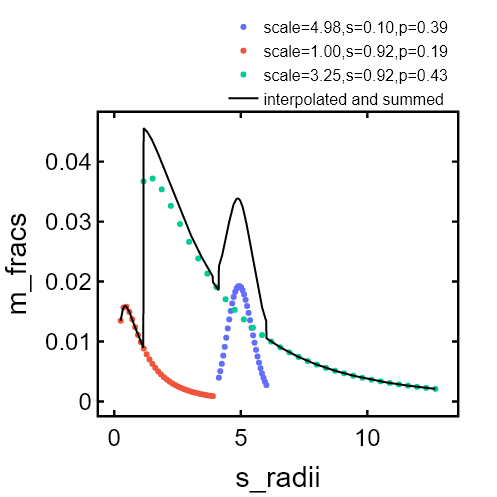 scale=4.98,s=0.10,p=0.39
scale=1.00,s=0.92,p=0.19
scale=3.25,s=0.92,p=0.43
interpolated and summed
0.04
0.03
0.02
0.01
0
m_fracs
0 5 10
s_radii